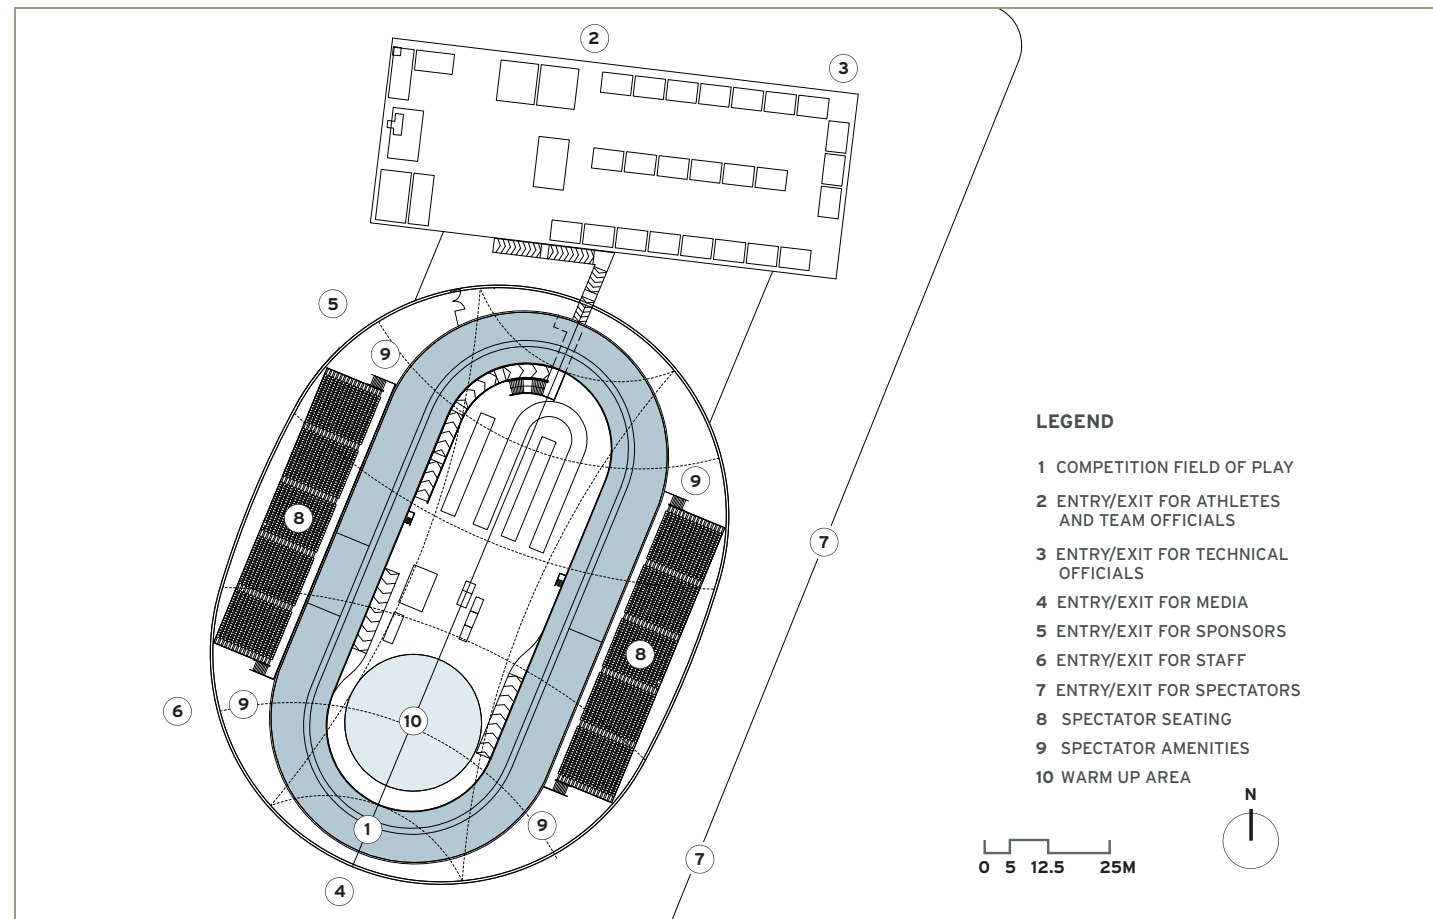 2
3
5
9
9
8
7
8
6
9
10
1
9
7
4
LEGEND
1 COMPETITION FIELD OF PLAY
2 ENTRY/EXIT FOR ATHLETES
AND TEAM OFFICIALS
3 ENTRY/EXIT FOR TECHNICAL
OFFICIALS
4 ENTRY/EXIT FOR MEDIA
5 ENTRY/EXIT FOR SPONSORS
6 ENTRY/EXIT FOR STAFF
7 ENTRY/EXIT FOR SPECTATORS
8 SPECTATOR SEATING
9 SPECTATOR AMENITIES
10 WARM UP AREA
N
0 5 12.5 25M